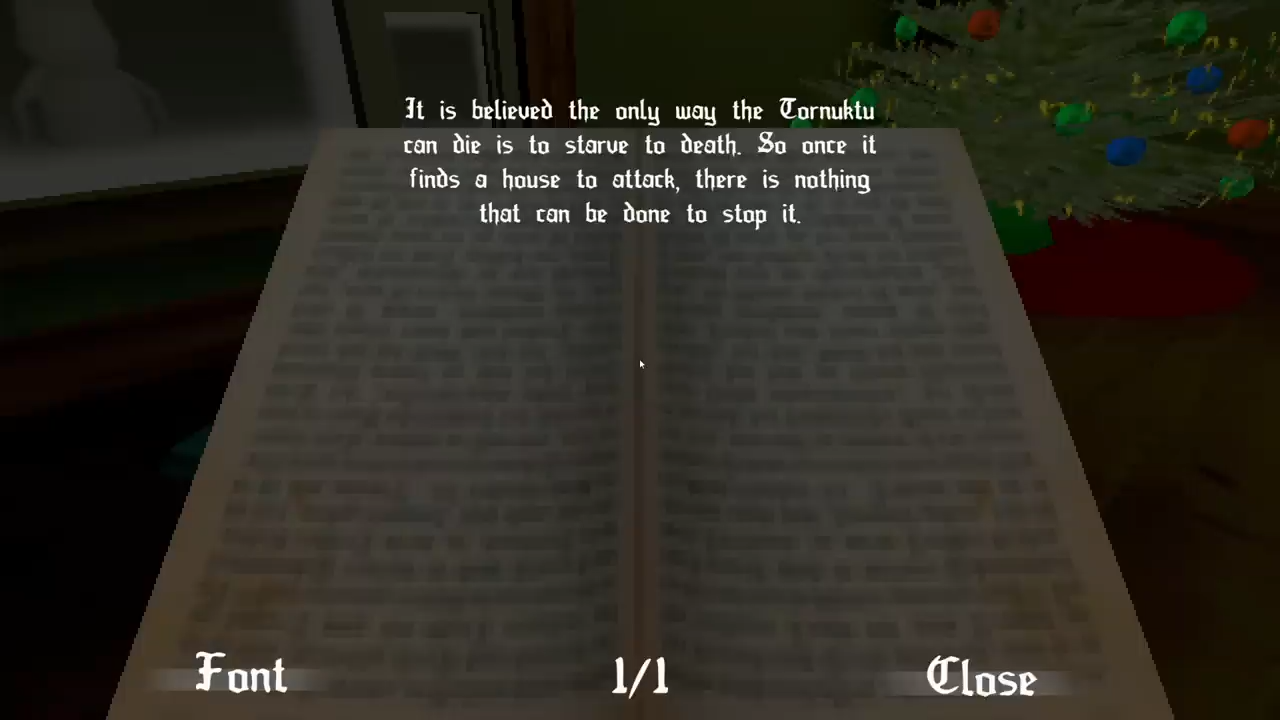 It is believed the only way the Tornuktu
can die is to starve to death. So once it
finds a house to attack, there is nothing
that can be done to stop it.
Font
1/1
Close